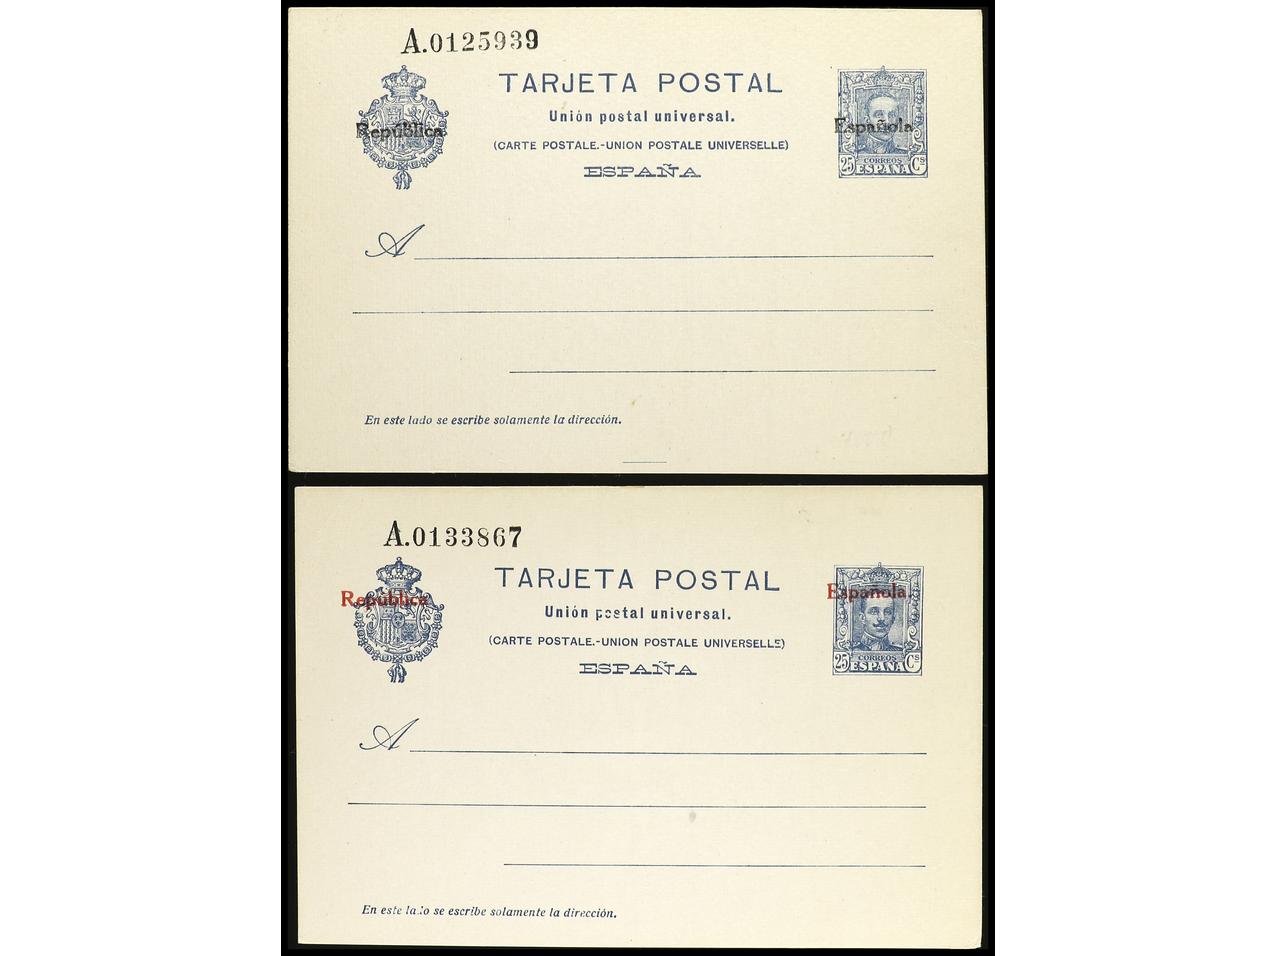 A.0125939
TARJETA POSTAL
Unión postal universal.
República
Española
(CARTE POSTALE.-UNION POSTALE UNIVERSELLE)
ESPAÑA
25 CORREOS ESPAÑA Cs
A
En este lado se escribe solamente la dirección.
A.0133867
TARJETA POSTAL
República
Española
Unión postal universal.
(CARTE POSTALE.-UNION POSTALE UNIVERSELLE)
ESPAÑA
25 CORREOS ESPAÑA Cs
A
En este lado se escribe solamente la dirección.